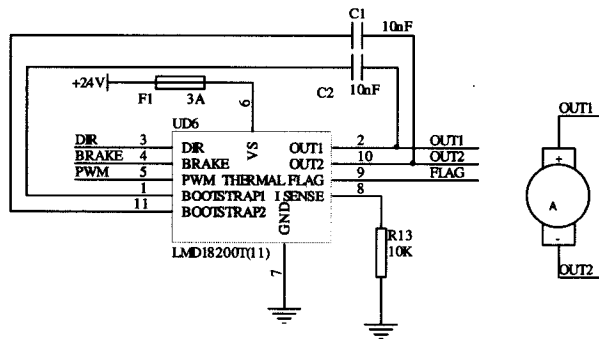 C1
10nF
+24V
F1
3A
6
C2
10nF
UD6
VS
DIR 3 DIR OUT1 2 OUT1
BRAKE 4 BRAKE OUT2 10 OUT2
PWM 5 PWM THERMAL FLAG 9 FLAG
1 BOOTSTRAP1 I SENSE 8
11 BOOTSTRAP2
GND
LMD18200T(11)
7
R13
10K
OUT1
+
A
-
OUT2